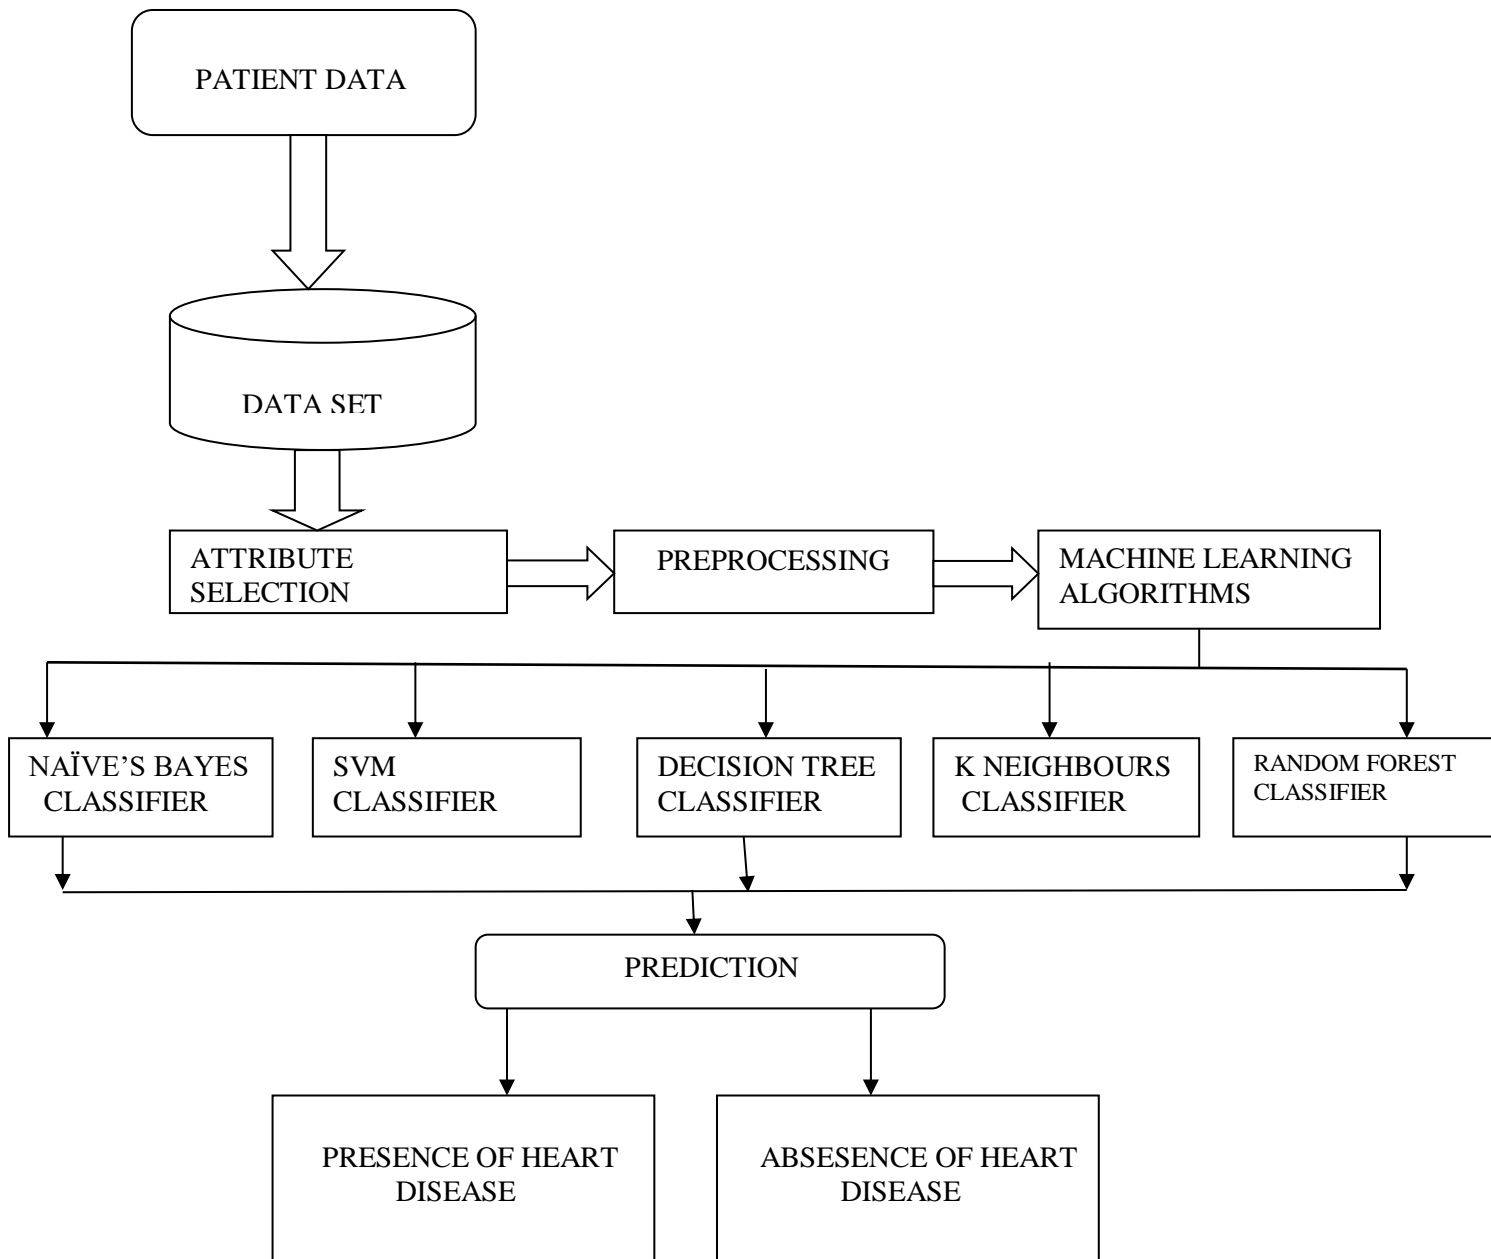 PATIENT DATA
DATA SET
ATTRIBUTE
SELECTION
PREPROCESSING
MACHINE LEARNING
ALGORITHMS
NAÏVE’S BAYES
CLASSIFIER
SVM
CLASSIFIER
DECISION TREE
CLASSIFIER
K NEIGHBOURS
CLASSIFIER
RANDOM FOREST
CLASSIFIER
PREDICTION
PRESENCE OF HEART
DISEASE
ABSESENCE OF HEART
DISEASE